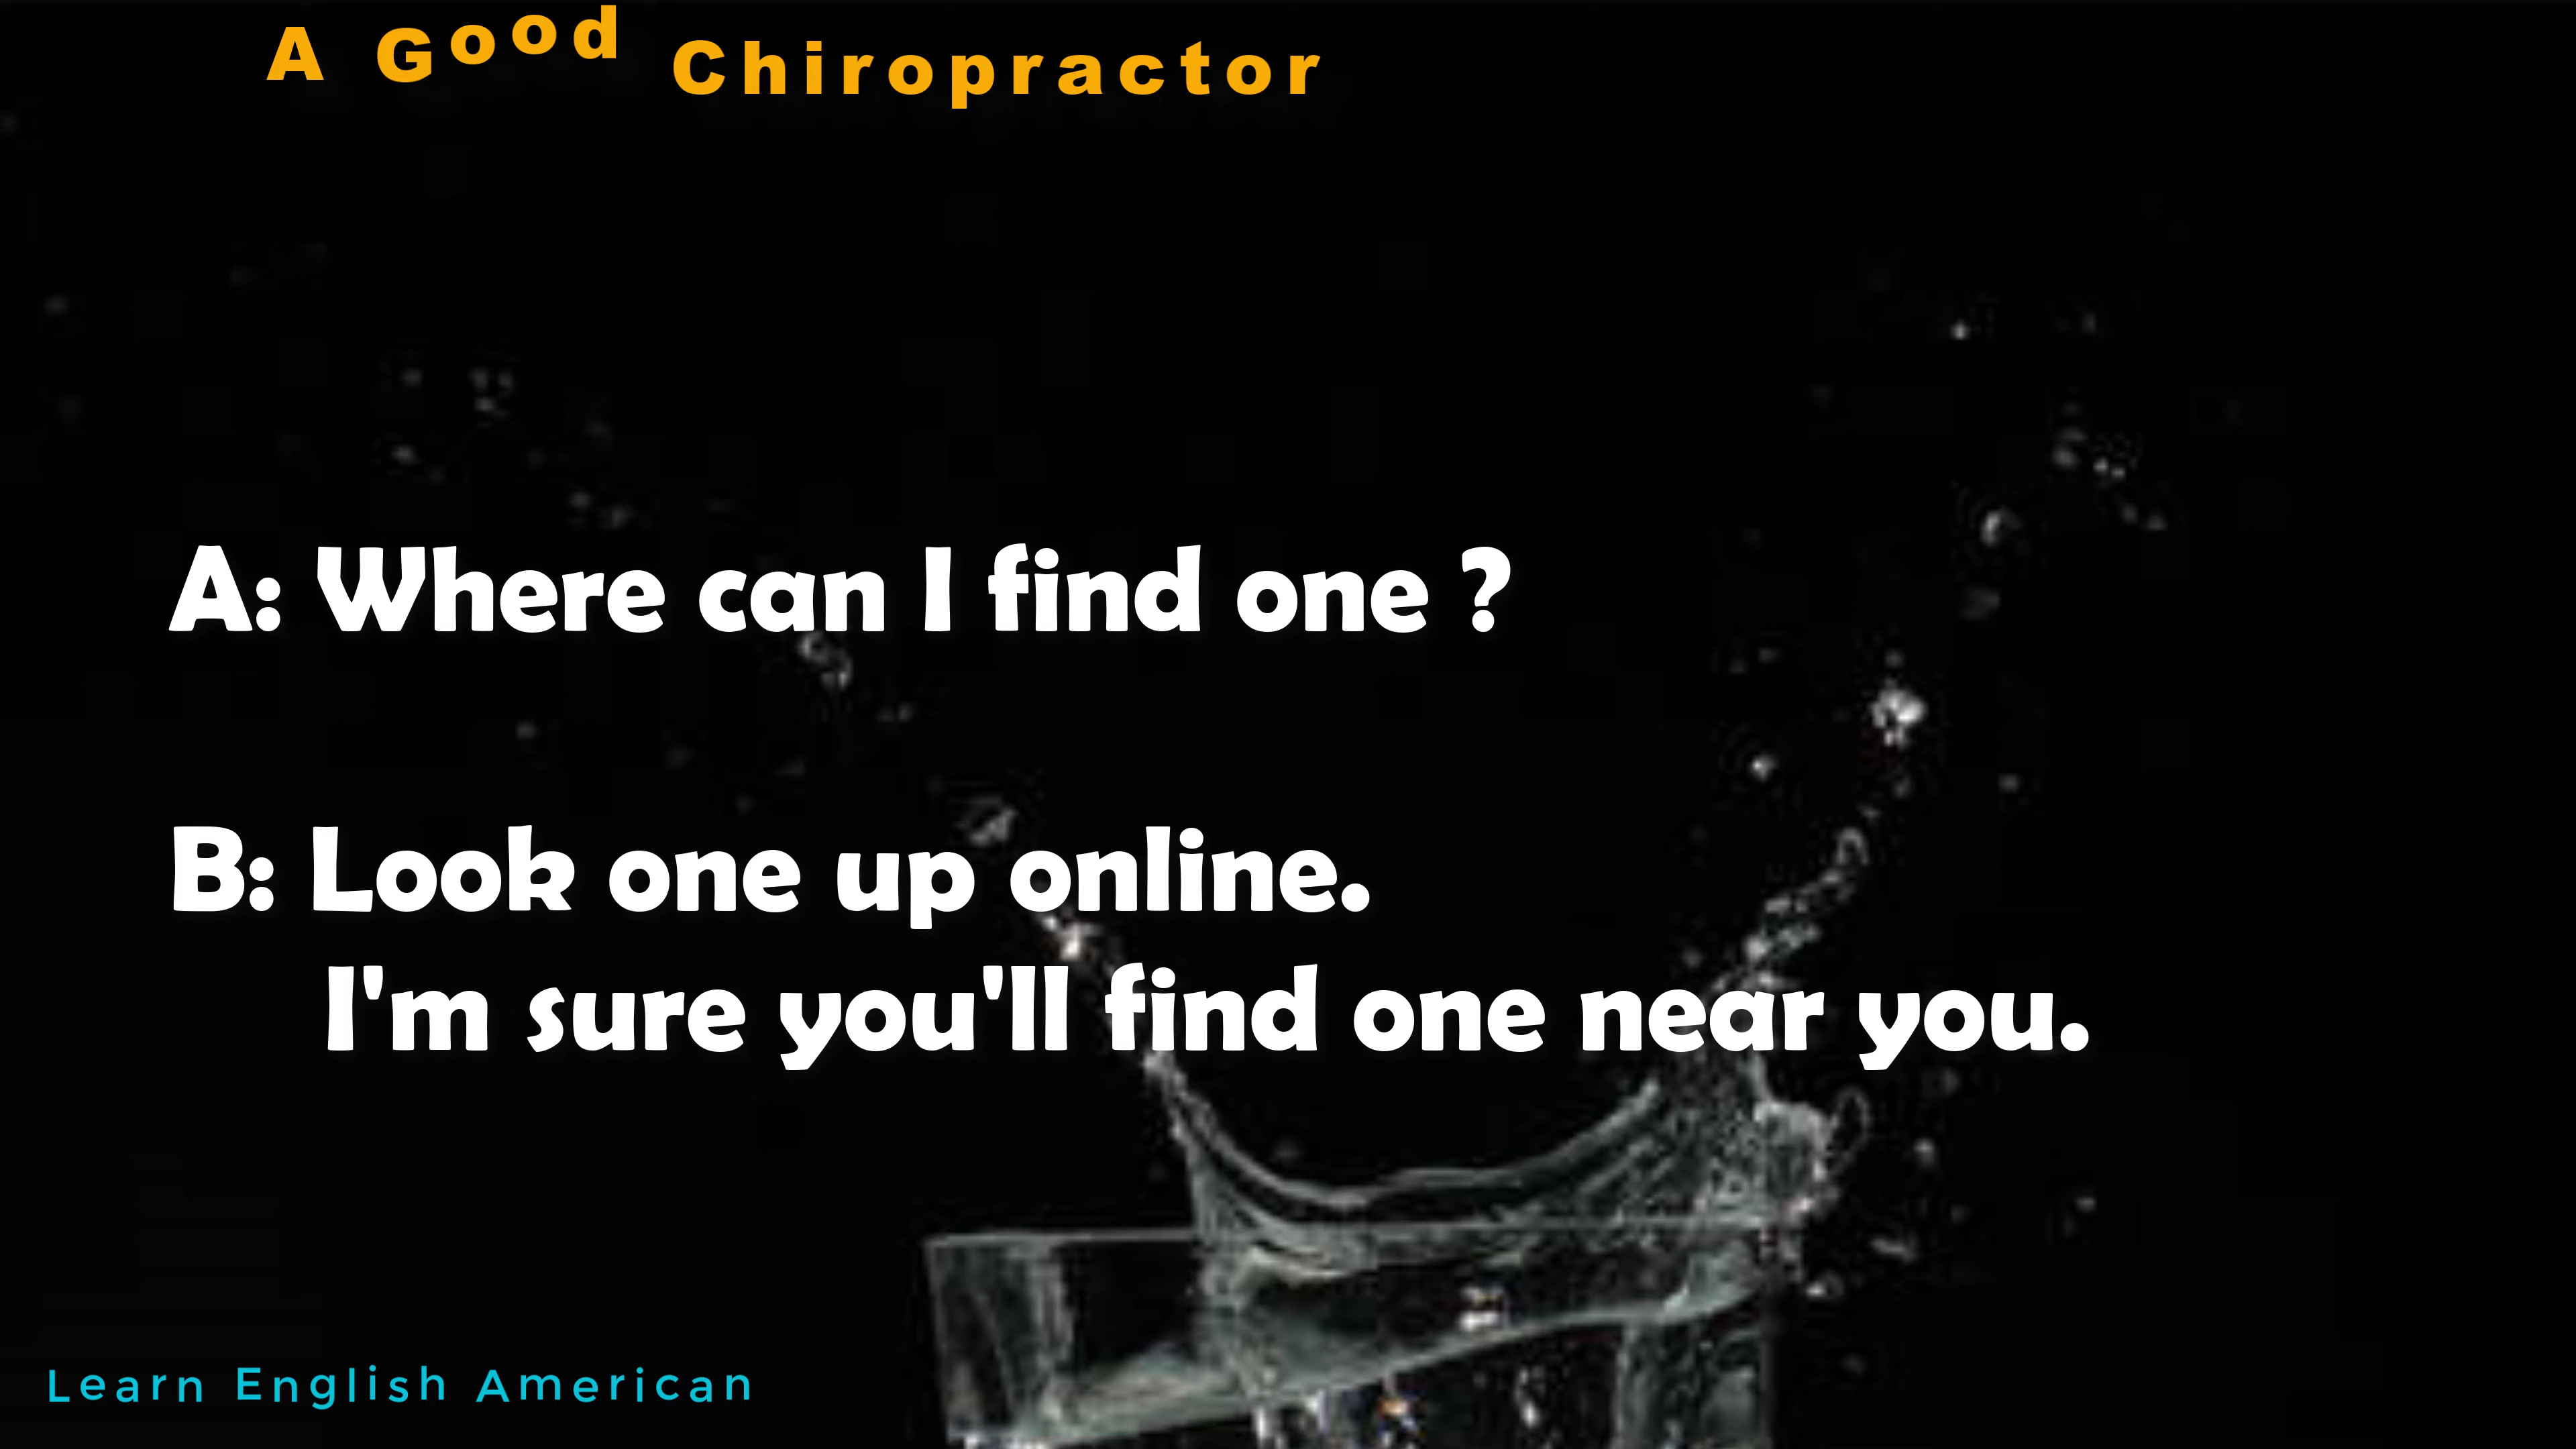 A Good Chiropractor
A: Where can I find one ?
B: Look one up online.
I'm sure you'll find one near you.
Learn English American